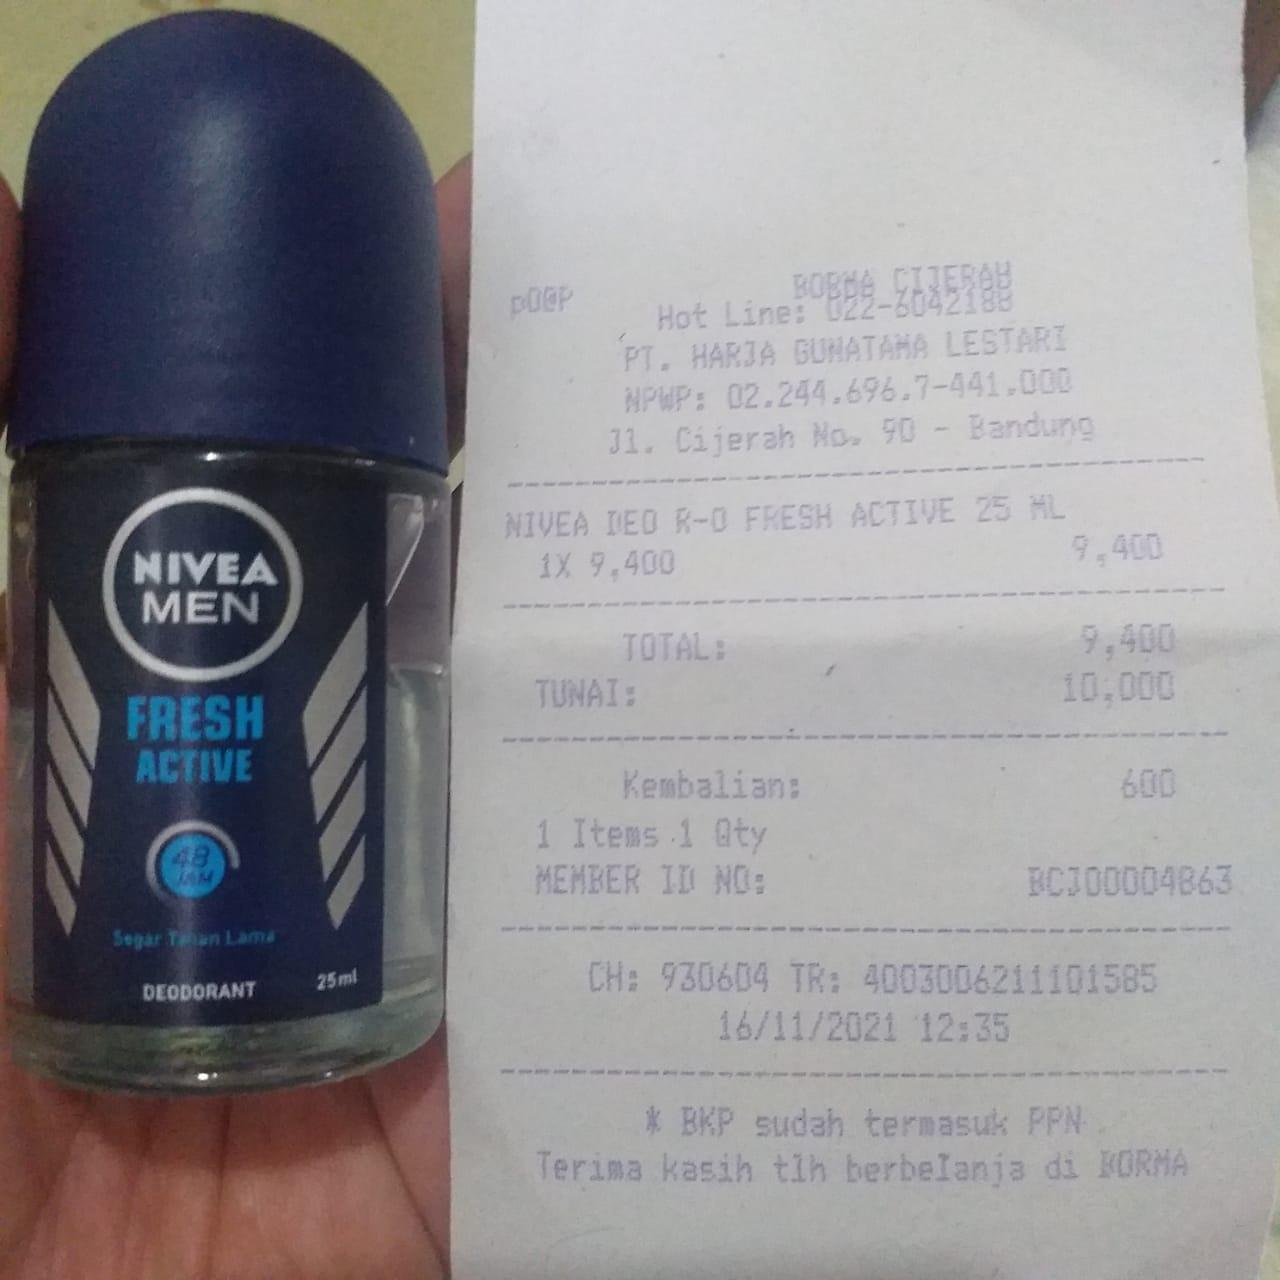 NIVEA
MEN
FRESH
ACTIVE
48
JAM
Segar Tahan Lama
DEODORANT
25ml
pO@P
BORMA CIJERAH
Hot Line: 022-6042188
PT. HARJA GUNATAMA LESTARI
NPWP: 02.244.696.7-441.000
Jl. Cijerah No. 90 - Bandung
NIVEA DEO R-O FRESH ACTIVE 25 ML
1X 9,400 9,400
TOTAL: 9,400
TUNAI: 10,000
Kembalian: 600
1 Items 1 Qty
MEMBER ID NO: BCJ00004863
CH: 930604 TR: 4003006211101585
16/11/2021 12:35
* BKP sudah termasuk PPN
Terima kasih tlh berbelanja di BORMA